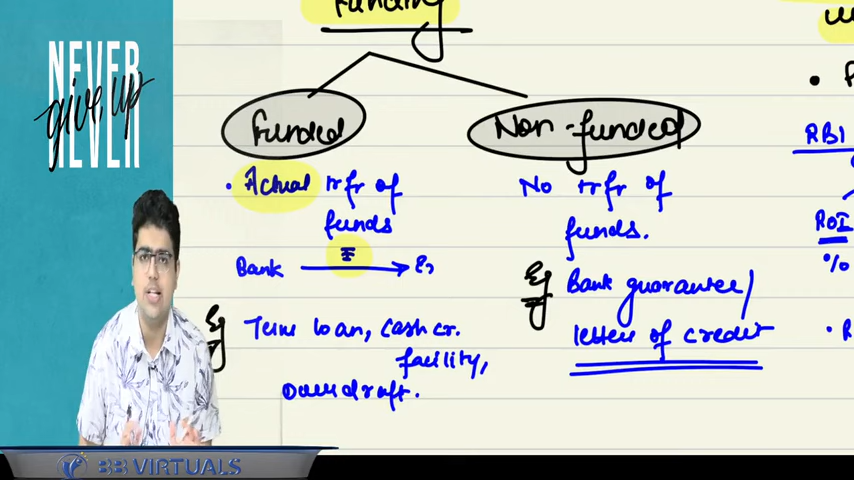 Funding
NEVER
give up
NEVER
Funded
Non-funded
• Actual trfr of
funds
Bank ₹ → Es
Eg Term loan, cash cr.
facility,
Overdraft.
No trfr of
funds.
Eg Bank guarantee/
letter of credit
RBI
ROI
%
• R
BB VIRTUALS